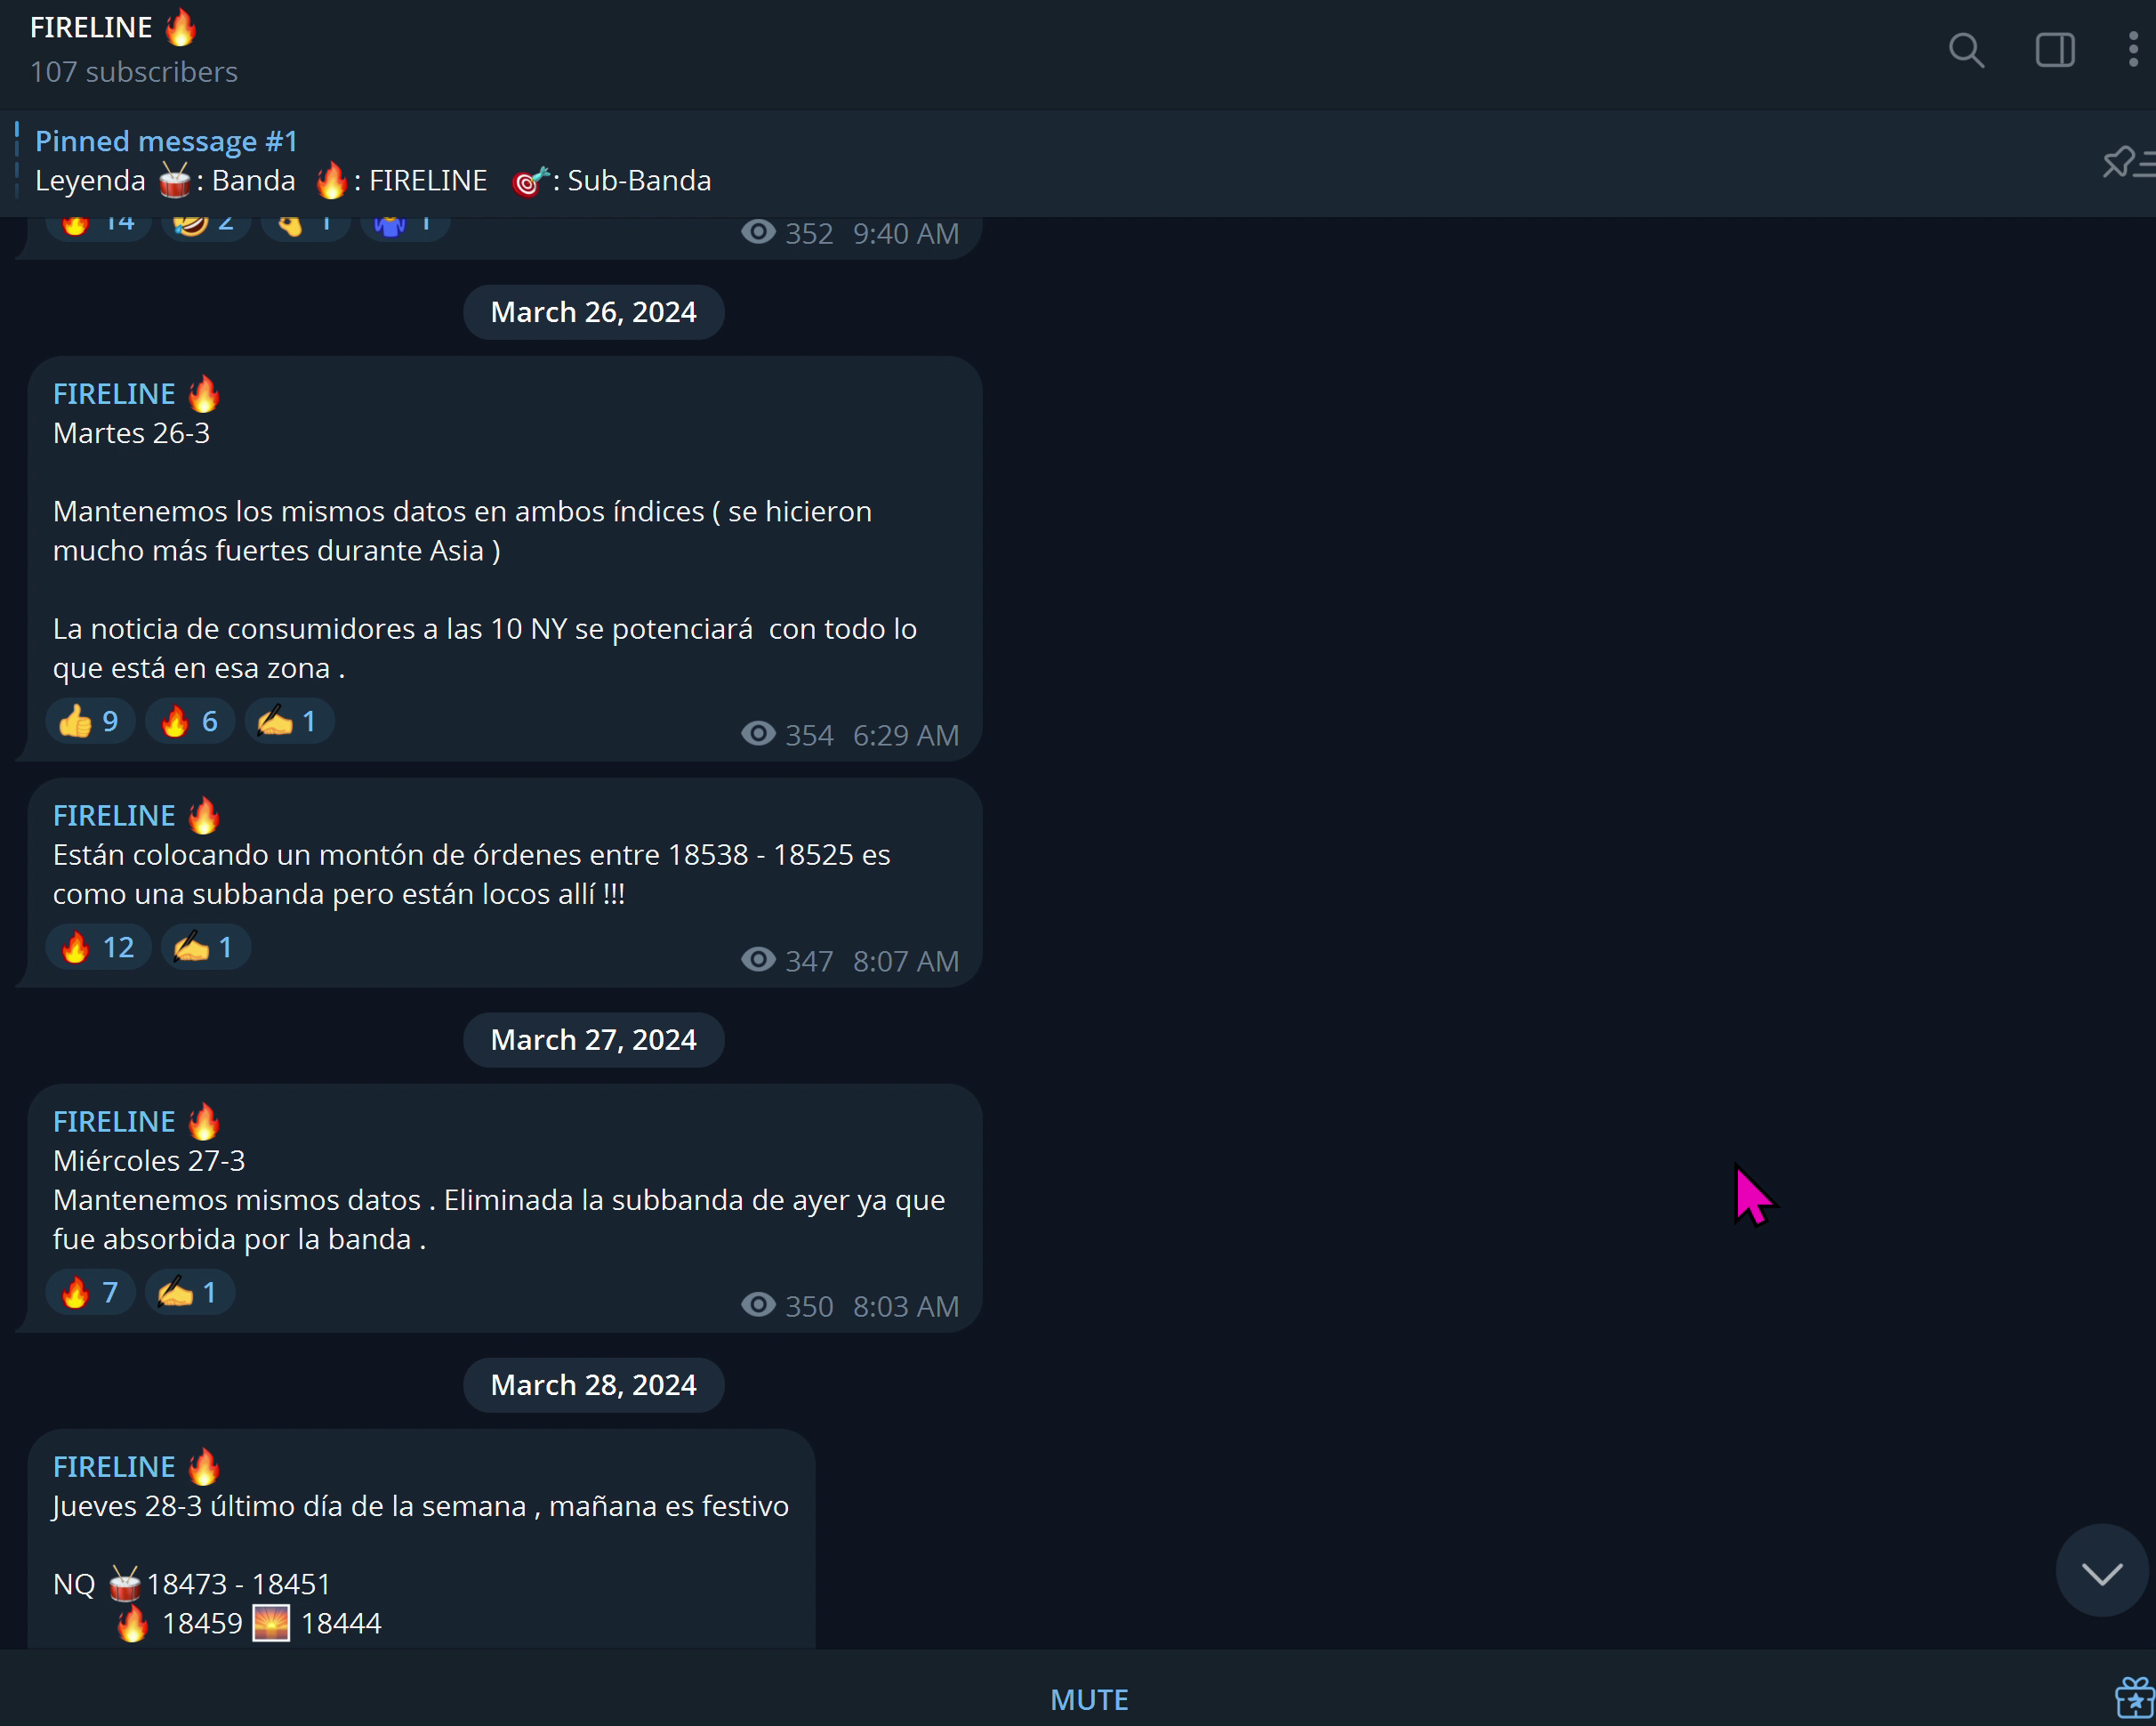 FIRELINE 🔥
107 subscribers
Pinned message #1
Leyenda 🥁: Banda 🔥: FIRELINE 🎯: Sub-Banda
🔥 14 🤣 2 1 1 352 9:40 AM
March 26, 2024
FIRELINE 🔥
Martes 26-3
Mantenemos los mismos datos en ambos índices ( se hicieron
mucho más fuertes durante Asia )
La noticia de consumidores a las 10 NY se potenciará  con todo lo
que está en esa zona .
👍 9 🔥 6 ✍ 1 354 6:29 AM
FIRELINE 🔥
Están colocando un montón de órdenes entre 18538 - 18525 es
como una subbanda pero están locos allí !!!
🔥 12 ✍ 1 347 8:07 AM
March 27, 2024
FIRELINE 🔥
Miércoles 27-3
Mantenemos mismos datos . Eliminada la subbanda de ayer ya que
fue absorbida por la banda .
🔥 7 ✍ 1 350 8:03 AM
March 28, 2024
FIRELINE 🔥
Jueves 28-3 último día de la semana , mañana es festivo
NQ 🥁18473 - 18451
🔥 18459 🌅 18444
MUTE